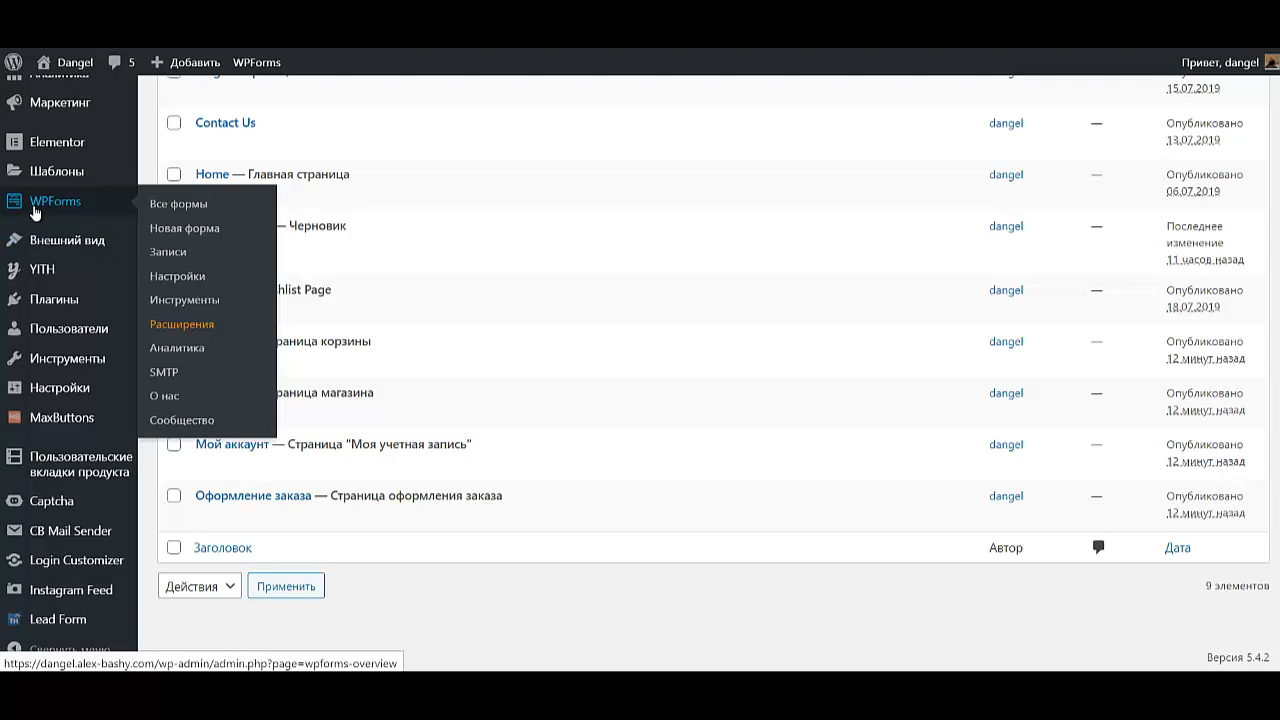 Dangel 5 Добавить WPForms Привет, dangel
Аналитика
Маркетинг
Elementor
Шаблоны
WPForms
Внешний вид
YITH
Плагины
Пользователи
Инструменты
Настройки
MaxButtons
Пользовательские
вкладки продукта
Captcha
CB Mail Sender
Login Customizer
Instagram Feed
Lead Form
Свернуть меню
Все формы
Новая форма
Записи
Настройки
Инструменты
Расширения
Аналитика
SMTP
О нас
Сообщество
15.07.2019
Contact Us dangel — Опубликовано
13.07.2019
Home — Главная страница dangel — Опубликовано
06.07.2019
— Черновик dangel — Последнее
изменение
11 часов назад
hlist Page dangel — Опубликовано
18.07.2019
раница корзины dangel — Опубликовано
12 минут назад
раница магазина dangel — Опубликовано
12 минут назад
Мой аккаунт — Страница "Моя учетная запись" dangel — Опубликовано
12 минут назад
Оформление заказа — Страница оформления заказа dangel — Опубликовано
12 минут назад
Заголовок Автор Дата
Действия Применить 9 элементов
https://dangel.alex-bashy.com/wp-admin/admin.php?page=wpforms-overview
Версия 5.4.2